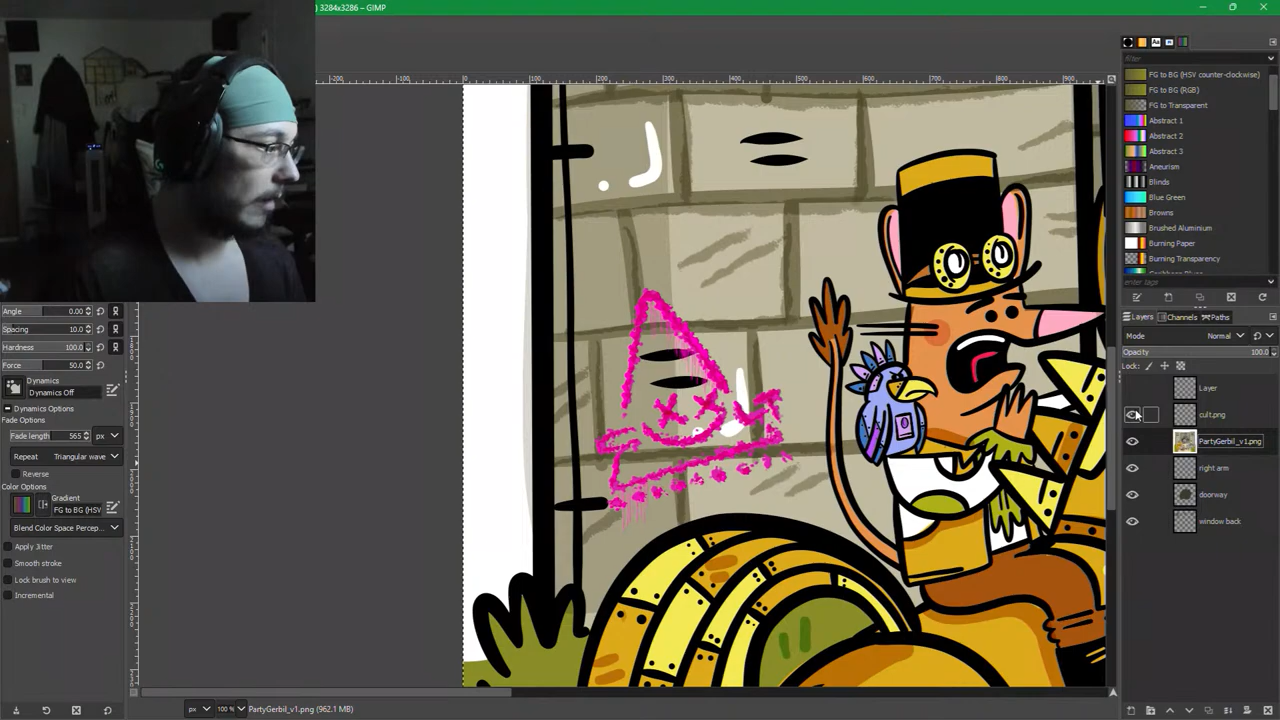 ) 3284x3286 – GIMP
filter
FG to BG (HSV counter-clockwise)
FG to BG (RGB)
FG to Transparent
Abstract 1
Abstract 2
Abstract 3
Aneurism
Blinds
Blue Green
Browns
Brushed Aluminium
Burning Paper
Burning Transparency
enter tags
Layers Channels Paths
Mode Normal
Opacity 100.0
Lock:
Layer
cult.png
PartyGerbil_v1.png
right arm
doorway
window back
Angle 0.00
Spacing 10.0
Hardness 100.0
Force 50.0
Dynamics
Dynamics Off
Dynamics Options
Fade Options
Fade length 565 px
Repeat Triangular wave
Reverse
Color Options
Gradient
FG to BG (HSV
Blend Color Space Percep...
Apply Jitter
Smooth stroke
Lock brush to view
Incremental
px 100 % PartyGerbil_v1.png (962.1 MB)